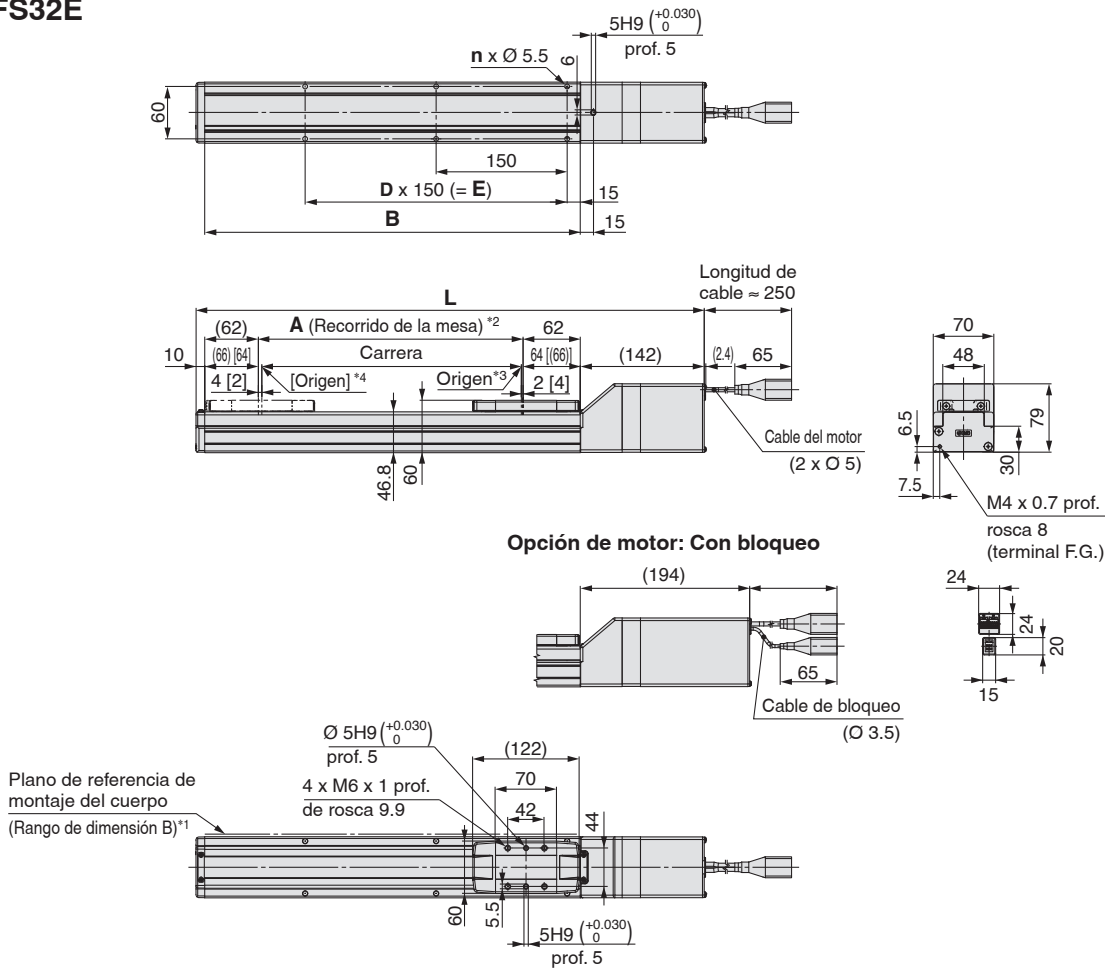 FS32E
5H9 (+0.030 0)
prof. 5
n x Ø 5.5
6
60
150
D x 150 (= E)
15
B
15
Longitud de
cable ≈ 250
L
(62)
A (Recorrido de la mesa) *2
62
10
(66) [64]
Carrera
64 [(66)]
(142)
(2.4)
65
4 [2]
[Origen] *4
Origen*3
2 [4]
46.8
60
Cable del motor
(2 x Ø 5)
70
48
6.5
79
30
7.5
M4 x 0.7 prof.
rosca 8
(terminal F.G.)
Opción de motor: Con bloqueo
(194)
65
Cable de bloqueo
(Ø 3.5)
24
24
20
15
Ø 5H9 (+0.030 0)
prof. 5
(122)
4 x M6 x 1 prof.
de rosca 9.9
70
42
44
Plano de referencia de
montaje del cuerpo
(Rango de dimensión B)*1
60
5.5
5H9 (+0.030 0)
prof. 5